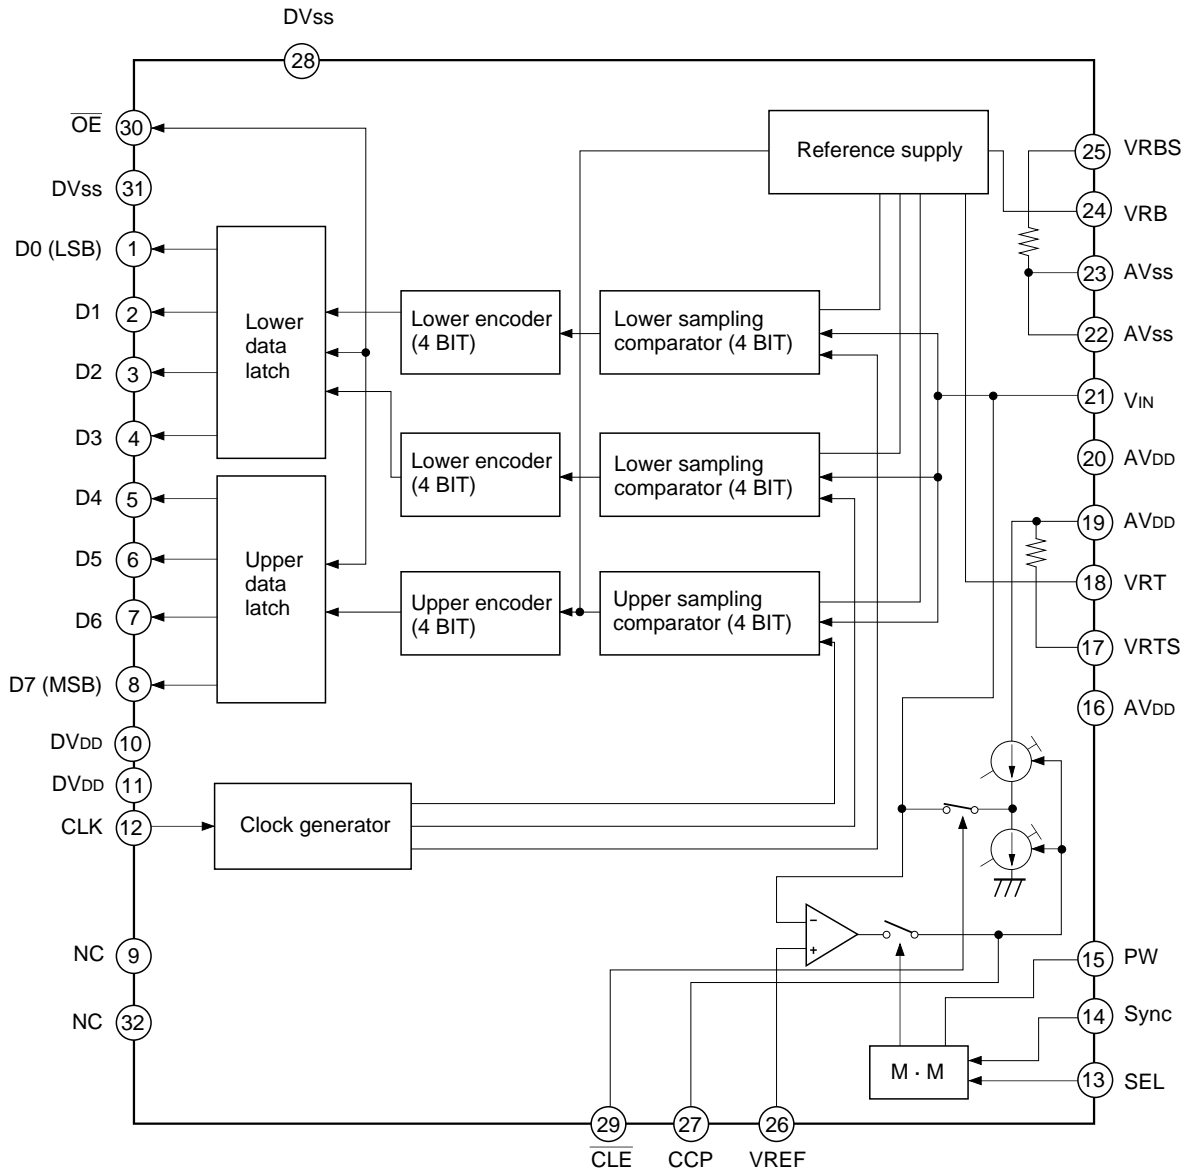 DVss
28
OE 30
DVss 31
D0 (LSB) 1
D1 2
D2 3
D3 4
D4 5
D5 6
D6 7
D7 (MSB) 8
DVDD 10
DVDD 11
CLK 12
NC 9
NC 32
Lower
data
latch
Upper
data
latch
Lower encoder
(4 BIT)
Lower encoder
(4 BIT)
Upper encoder
(4 BIT)
Lower sampling
comparator (4 BIT)
Lower sampling
comparator (4 BIT)
Upper sampling
comparator (4 BIT)
Reference supply
Clock generator
−
+
M · M
25 VRBS
24 VRB
23 AVss
22 AVss
21 VIN
20 AVDD
19 AVDD
18 VRT
17 VRTS
16 AVDD
15 PW
14 Sync
13 SEL
29 27 26
CLE CCP VREF